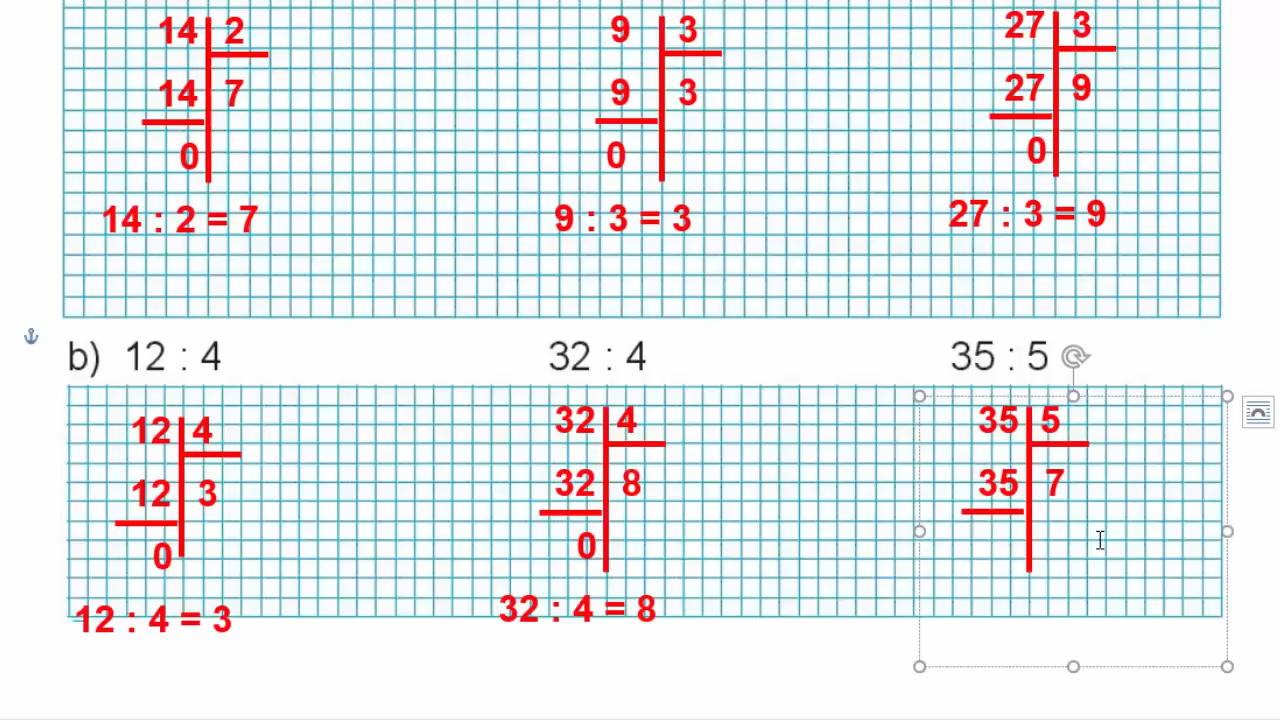 14 2
14 7
0
14 : 2 = 7
9 3
9 3
0
9 : 3 = 3
27 3
27 9
0
27 : 3 = 9
b) 12 : 4
32 : 4
35 : 5
12 4
12 3
0
12 : 4 = 3
32 4
32 8
0
32 : 4 = 8
35 5
35 7